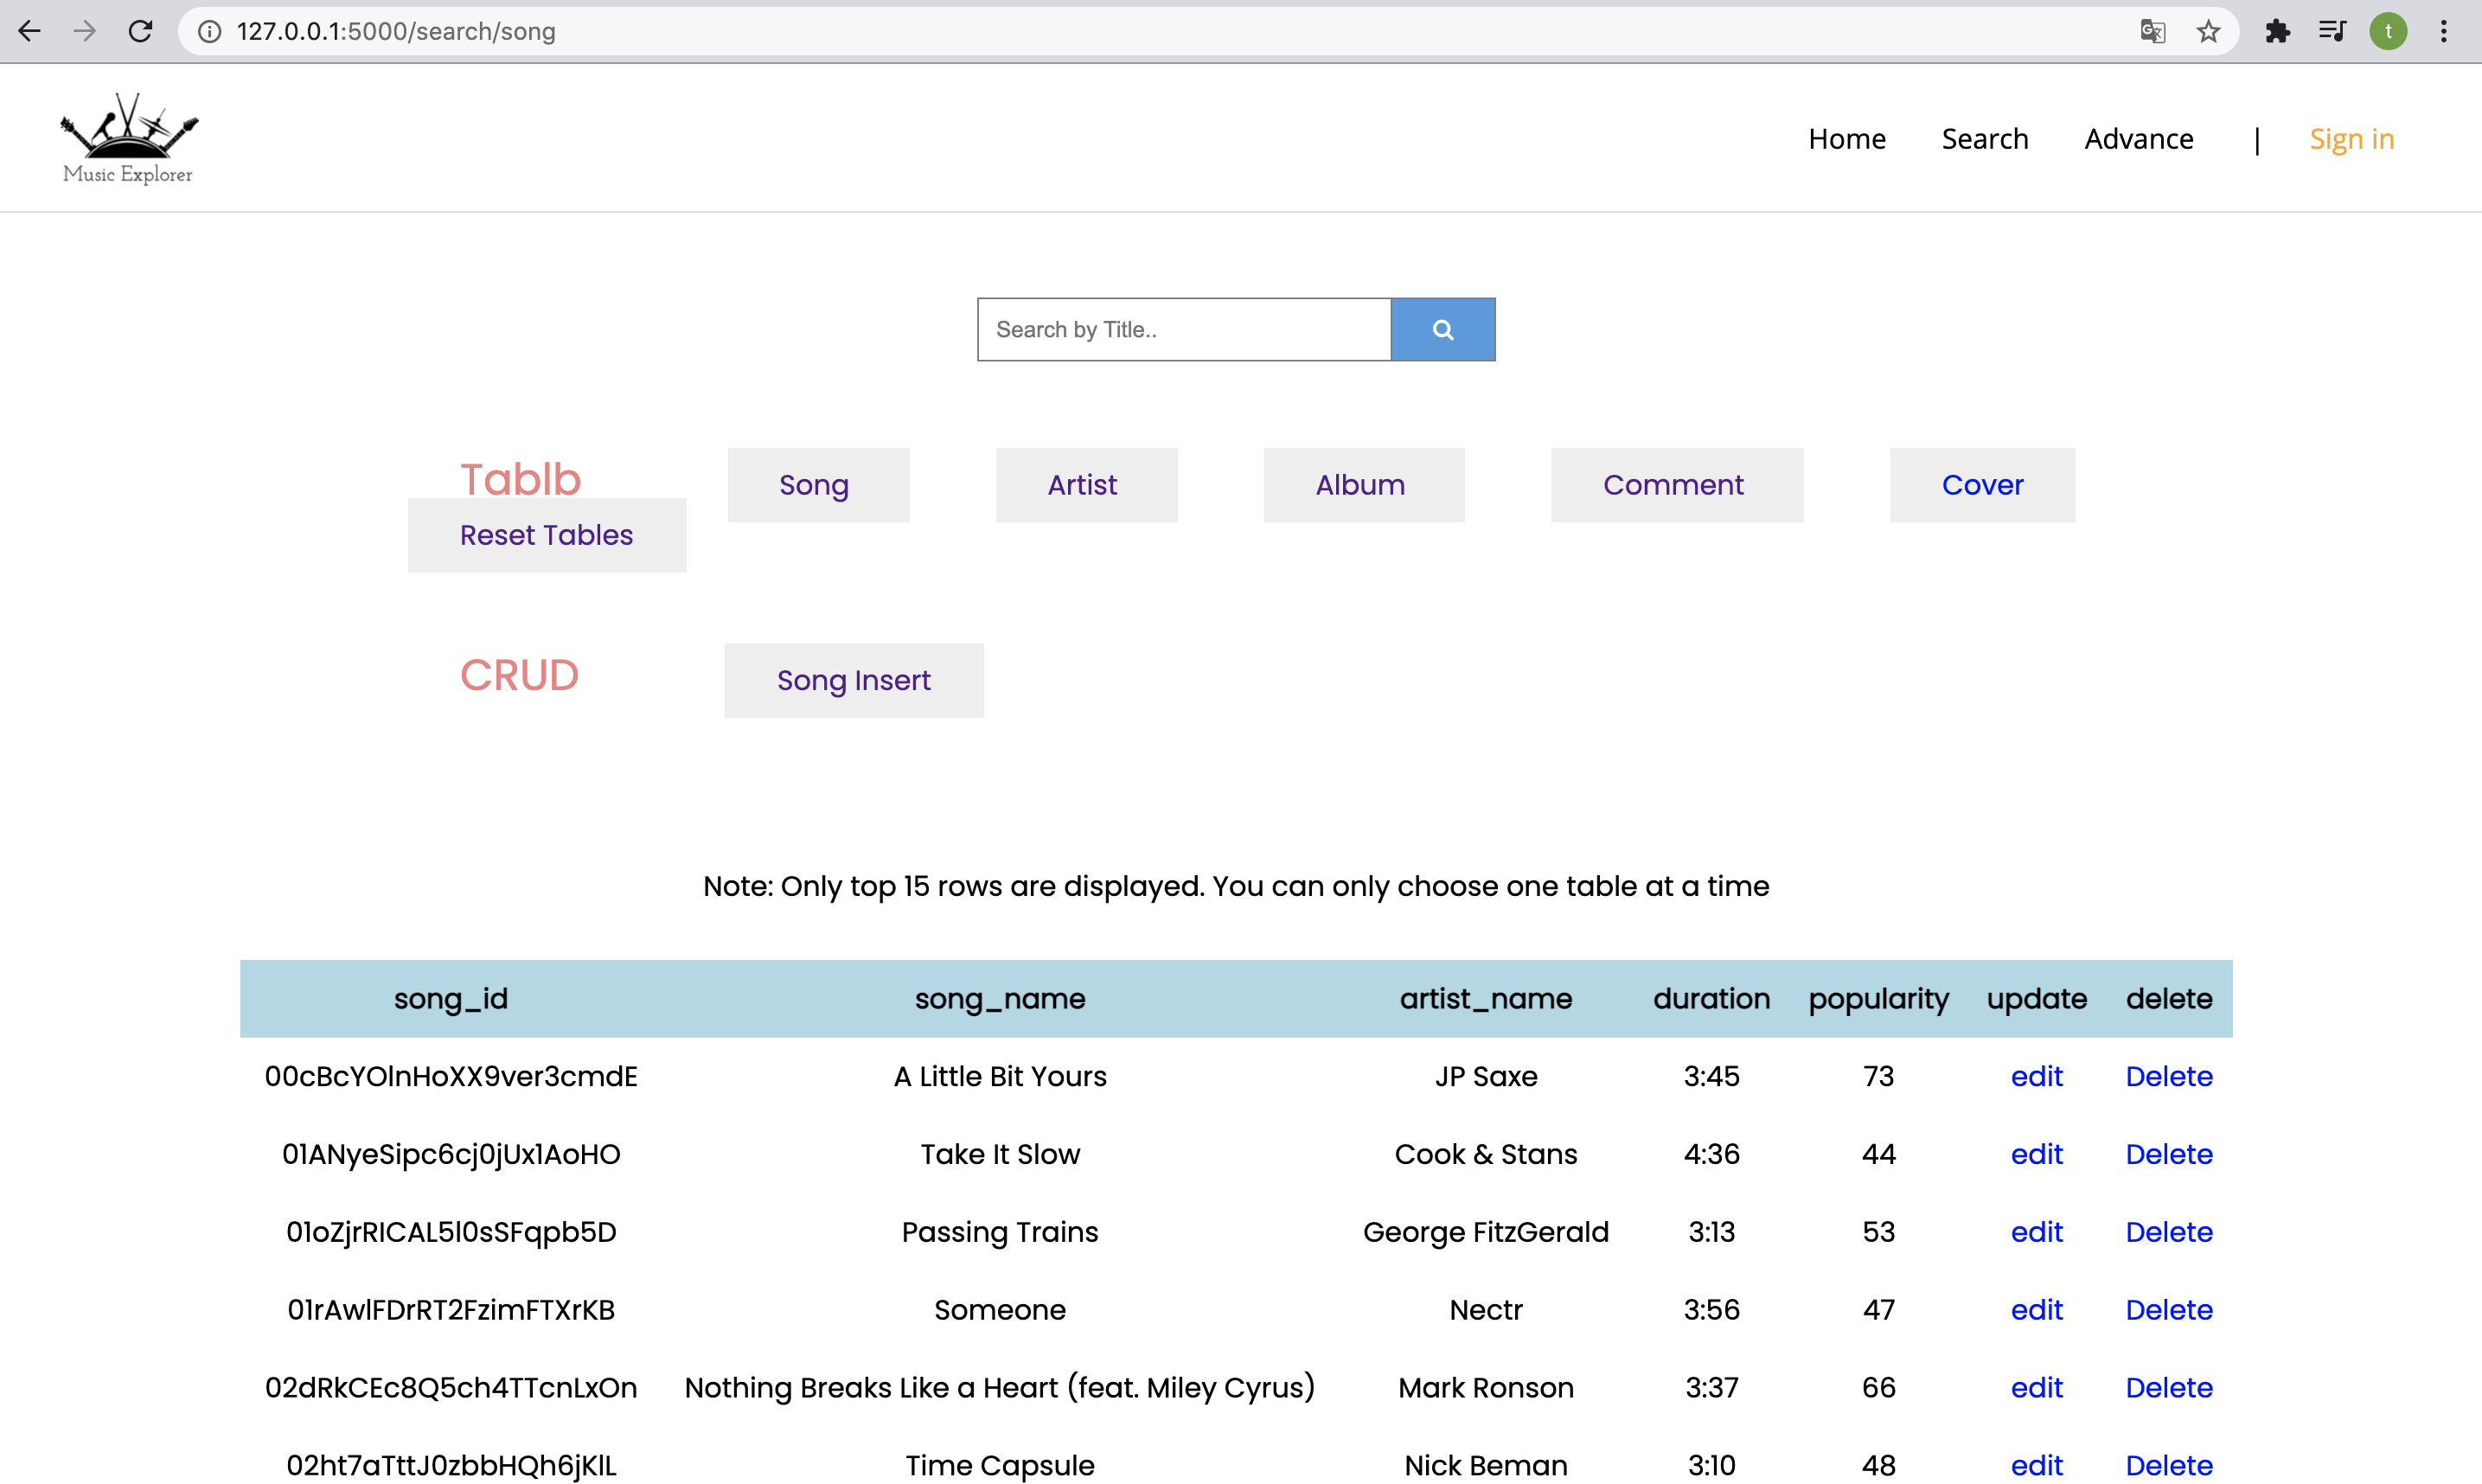 127.0.0.1:5000/search/song
t
Music Explorer
Home Search Advance | Sign in
Search by Title..
Tablb Song Artist Album Comment Cover
Reset Tables
CRUD Song Insert
Note: Only top 15 rows are displayed. You can only choose one table at a time
song_id song_name artist_name duration popularity update delete
00cBcYOlnHoXX9ver3cmdE A Little Bit Yours JP Saxe 3:45 73 edit Delete
01ANyeSipc6cj0jUx1AoHO Take It Slow Cook & Stans 4:36 44 edit Delete
01oZjrRICAL5l0sSFqpb5D Passing Trains George FitzGerald 3:13 53 edit Delete
01rAwlFDrRT2FzimFTXrKB Someone Nectr 3:56 47 edit Delete
02dRkCEc8Q5ch4TTcnLxOn Nothing Breaks Like a Heart (feat. Miley Cyrus) Mark Ronson 3:37 66 edit Delete
02ht7aTttJ0zbbHQh6jKlL Time Capsule Nick Beman 3:10 48 edit Delete